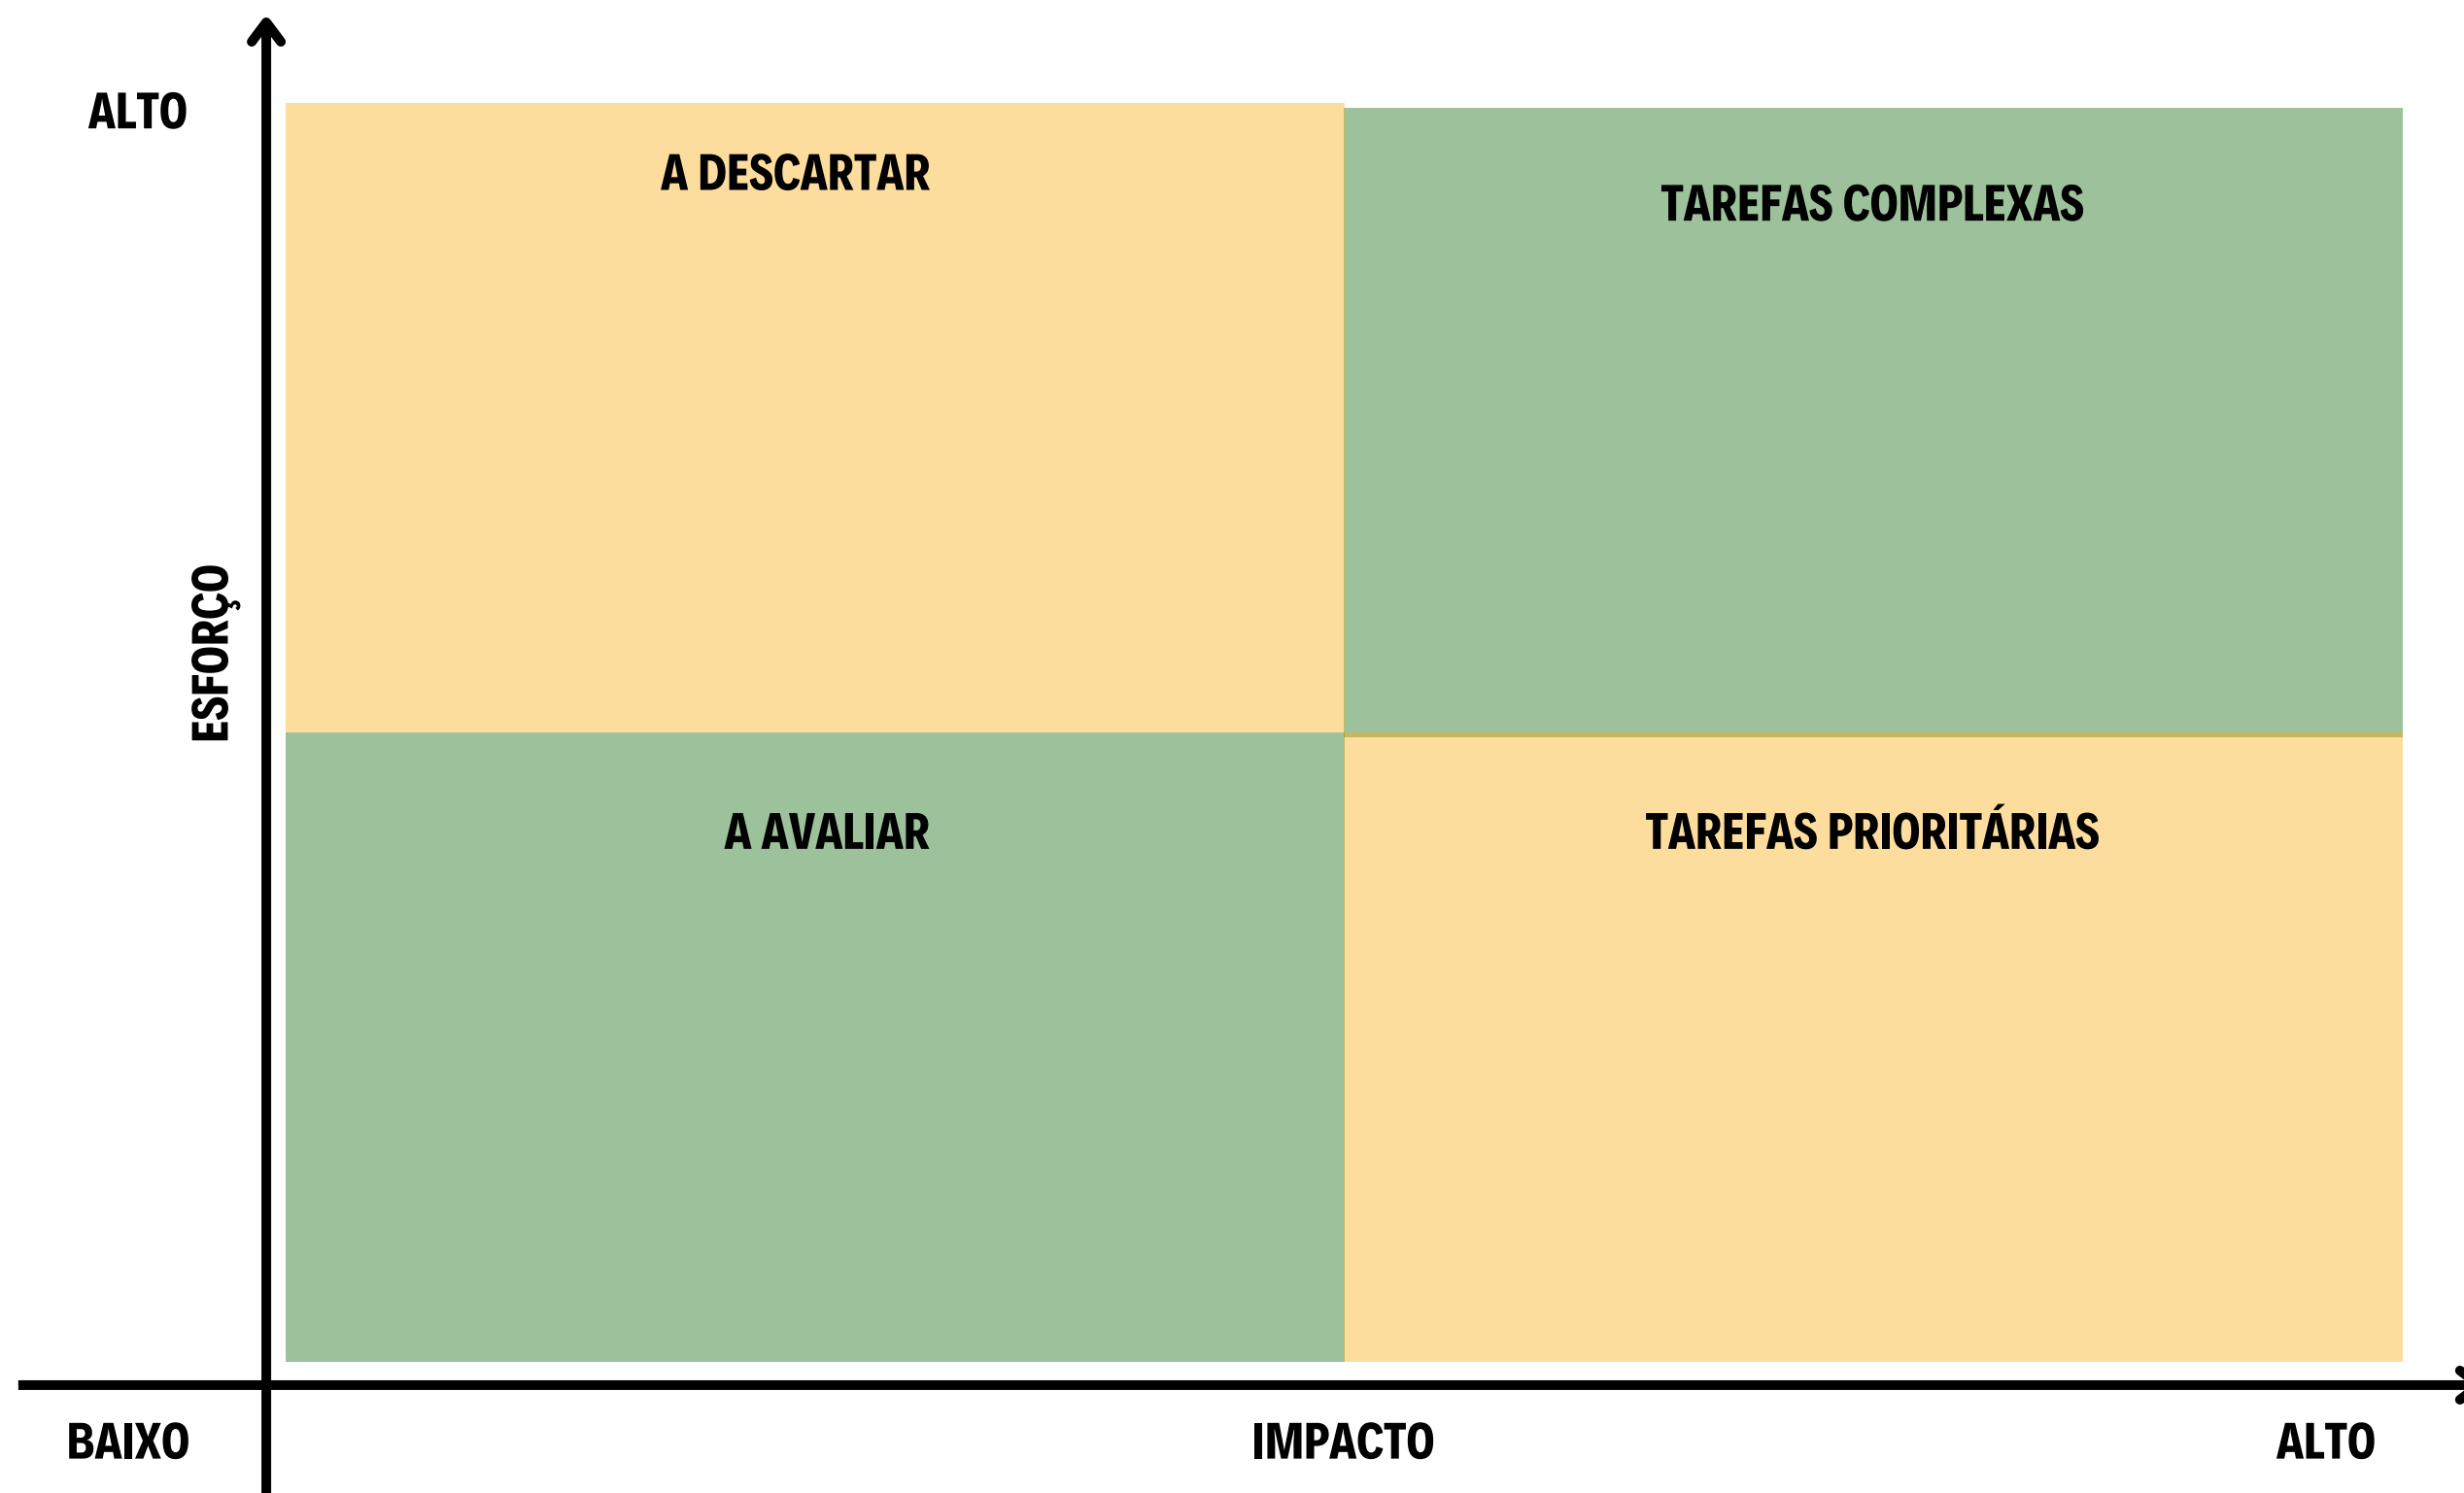 ALTO
A DESCARTAR
TAREFAS COMPLEXAS
ESFORÇO
A AVALIAR
TAREFAS PRIORITÁRIAS
BAIXO
IMPACTO
ALTO